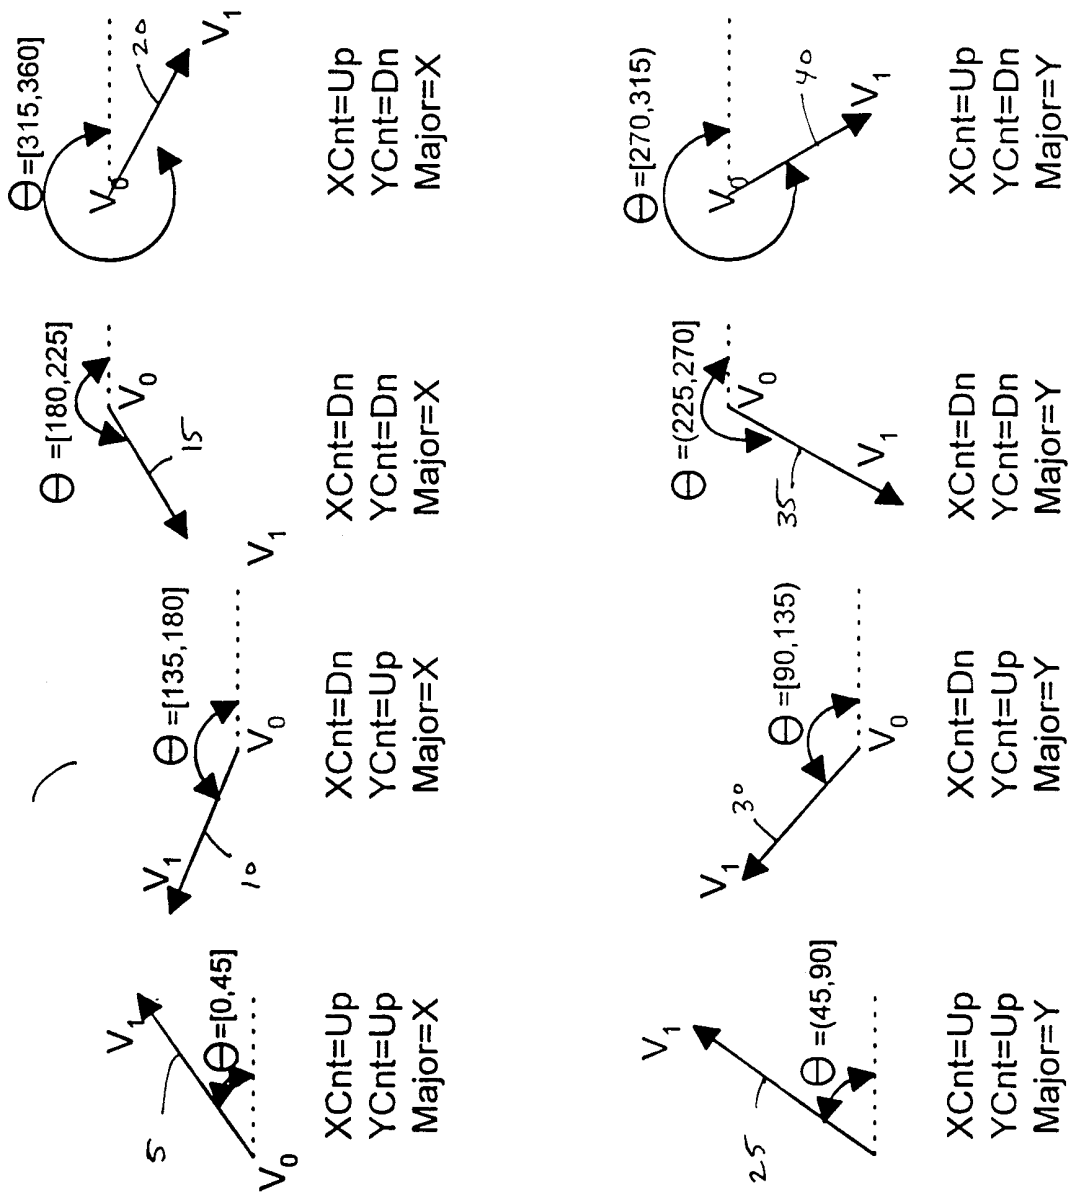 V1
5
Θ=[0,45]
V0
XCnt=Up
YCnt=Up
Major=X
Θ=[135,180]
V1
10
V0
XCnt=Dn
YCnt=Up
Major=X
Θ=[180,225]
V0
15
V1
XCnt=Dn
YCnt=Dn
Major=X
Θ=[315,360]
V0
20
V1
XCnt=Up
YCnt=Dn
Major=X
V1
25
Θ=(45,90]
XCnt=Up
YCnt=Up
Major=Y
V1
30
Θ=[90,135)
V0
XCnt=Dn
YCnt=Up
Major=Y
Θ=(225,270]
V0
35
V1
XCnt=Dn
YCnt=Dn
Major=Y
Θ=[270,315)
V0
40
V1
XCnt=Up
YCnt=Dn
Major=Y